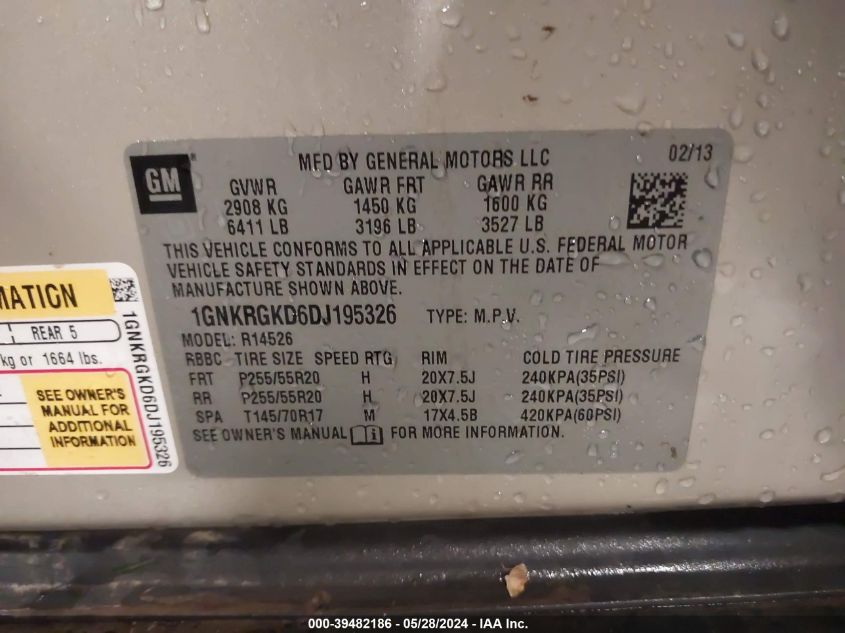 GM
MFD BY GENERAL MOTORS LLC
02/13
GVWR GAWR FRT GAWR RR
2908 KG 1450 KG 1600 KG
6411 LB 3196 LB 3527 LB
THIS VEHICLE CONFORMS TO ALL APPLICABLE U.S. FEDERAL MOTOR
VEHICLE SAFETY STANDARDS IN EFFECT ON THE DATE OF
MANUFACTURE SHOWN ABOVE.
1GNKRGKD6DJ195326 TYPE: M.P.V.
MODEL: R14526
RBBC TIRE SIZE SPEED RTG RIM COLD TIRE PRESSURE
FRT P255/55R20 H 20X7.5J 240KPA(35PSI)
RR P255/55R20 H 20X7.5J 240KPA(35PSI)
SPA T145/70R17 M 17X4.5B 420KPA(60PSI)
SEE OWNER'S MANUAL FOR MORE INFORMATION.
MATION
REAR 5
kg or 1664 lbs.
SEE OWNER'S
MANUAL FOR
ADDITIONAL
INFORMATION
1GNKRGKD6DJ195326
000-39482186 - 05/28/2024 - IAA Inc.